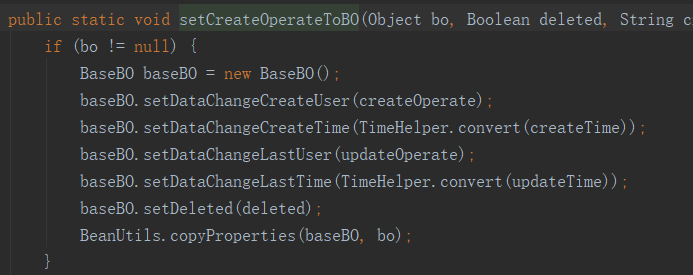 public static void setCreateOperateToBO(Object bo, Boolean deleted, String
if (bo != null) {
BaseBO baseBO = new BaseBO();
baseBO.setDataChangeCreateUser(createOperate);
baseBO.setDataChangeCreateTime(TimeHelper.convert(createTime));
baseBO.setDataChangeLastUser(updateOperate);
baseBO.setDataChangeLastTime(TimeHelper.convert(updateTime));
baseBO.setDeleted(deleted);
BeanUtils.copyProperties(baseBO, bo);
}